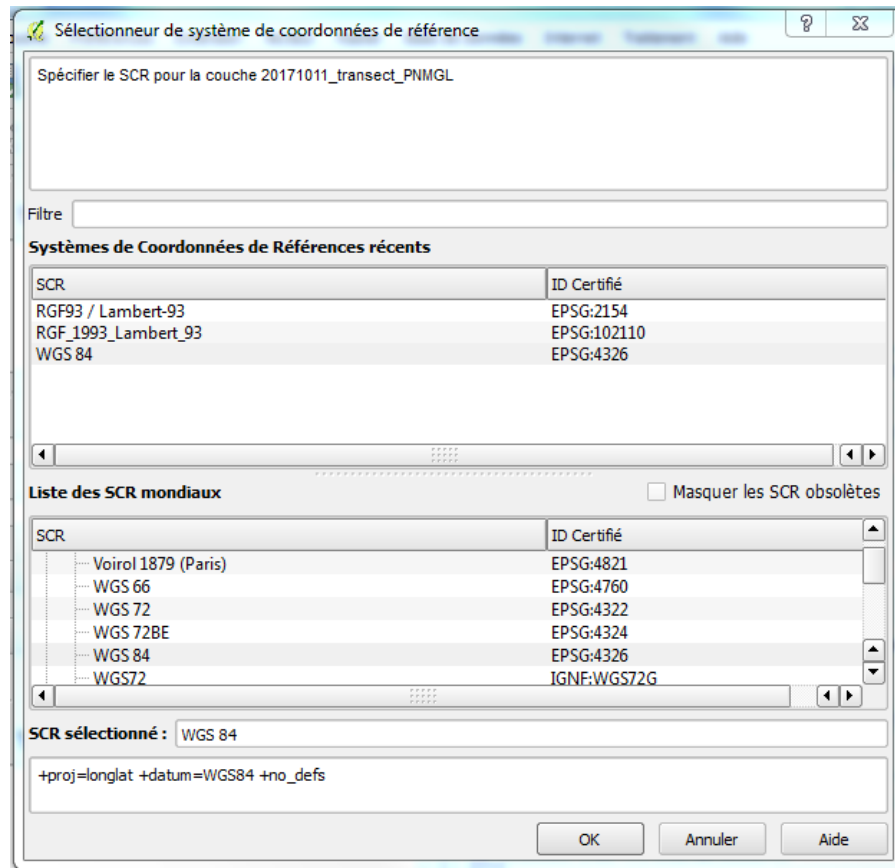 Sélectionneur de système de coordonnées de référence
Spécifier le SCR pour la couche 20171011_transect_PNMGL
Filtre
Systèmes de Coordonnées de Références récents
SCR ID Certifié
RGF93 / Lambert-93 EPSG:2154
RGF_1993_Lambert_93 EPSG:102110
WGS 84 EPSG:4326
Liste des SCR mondiaux Masquer les SCR obsolètes
SCR ID Certifié
Voirol 1879 (Paris) EPSG:4821
WGS 66 EPSG:4760
WGS 72 EPSG:4322
WGS 72BE EPSG:4324
WGS 84 EPSG:4326
WGS72 IGNF:WGS72G
SCR sélectionné : WGS 84
+proj=longlat +datum=WGS84 +no_defs
OK Annuler Aide